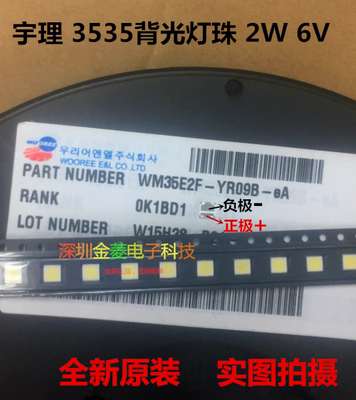 宇理 3535背光灯珠 2W 6V
WOOREE
우리이앤엘주식회사
WOOREE E&L CO.,LTD
PART NUMBER WM35E2F-YR09B-eA
RANK 0K1BD1
负极-
正极+
LOT NUMBER W15H28
深圳金菱电子科技
全新原装 实图拍摄